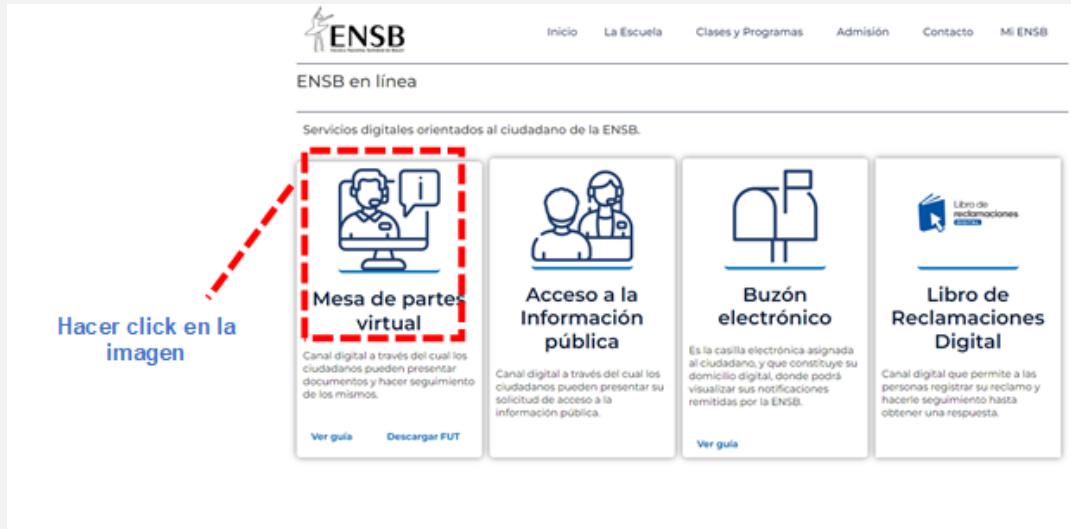 ENSB
Inicio La Escuela Clases y Programas Admisión Contacto Mi ENSB
ENSB en línea
Servicios digitales orientados al ciudadano de la ENSB.
Hacer click en la
imagen
i
Mesa de partes
virtual
Canal digital a través del cual los
ciudadanos pueden presentar
documentos y hacer seguimiento
de los mismos.
Ver guía Descargar FUT
Acceso a la
Información
pública
Canal digital a través del cual los
ciudadanos pueden presentar su
solicitud de acceso a la
información pública.
Buzón
electrónico
Es la casilla electrónica asignada
al ciudadano, y que constituye su
domicilio digital, donde podrá
visualizar sus notificaciones
remitidas por la ENSB.
Ver guía
Libro de
reclamaciones
DIGITAL
Libro de
Reclamaciones
Digital
Canal digital que permite a las
personas registrar su reclamo y
hacerle seguimiento hasta
obtener una respuesta.